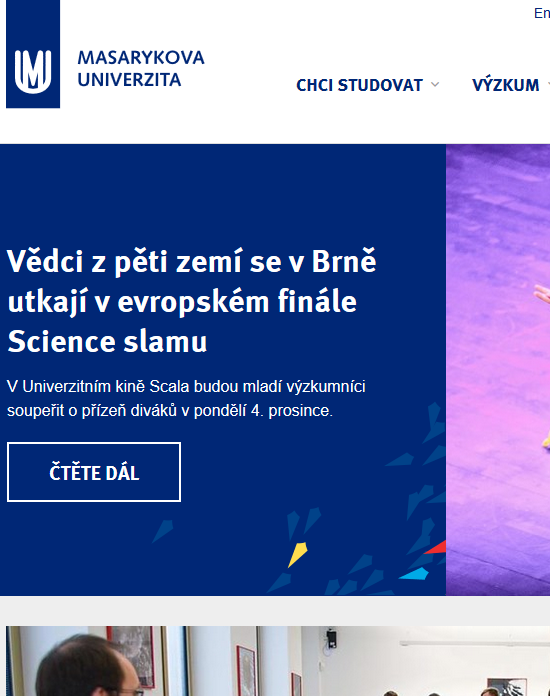 En
MASARYKOVA
UNIVERZITA
CHCI STUDOVAT
VÝZKUM
Vědci z pěti zemí se v Brně
utkají v evropském finále
Science slamu
V Univerzitním kině Scala budou mladí výzkumníci
soupeřit o přízeň diváků v pondělí 4. prosince.
ČTĚTE DÁL